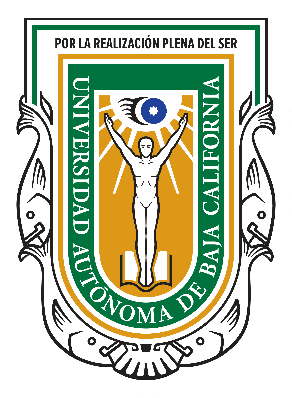 POR LA REALIZACIÓN PLENA DEL SER
UNIVERSIDAD AUTÓNOMA DE BAJA CALIFORNIA